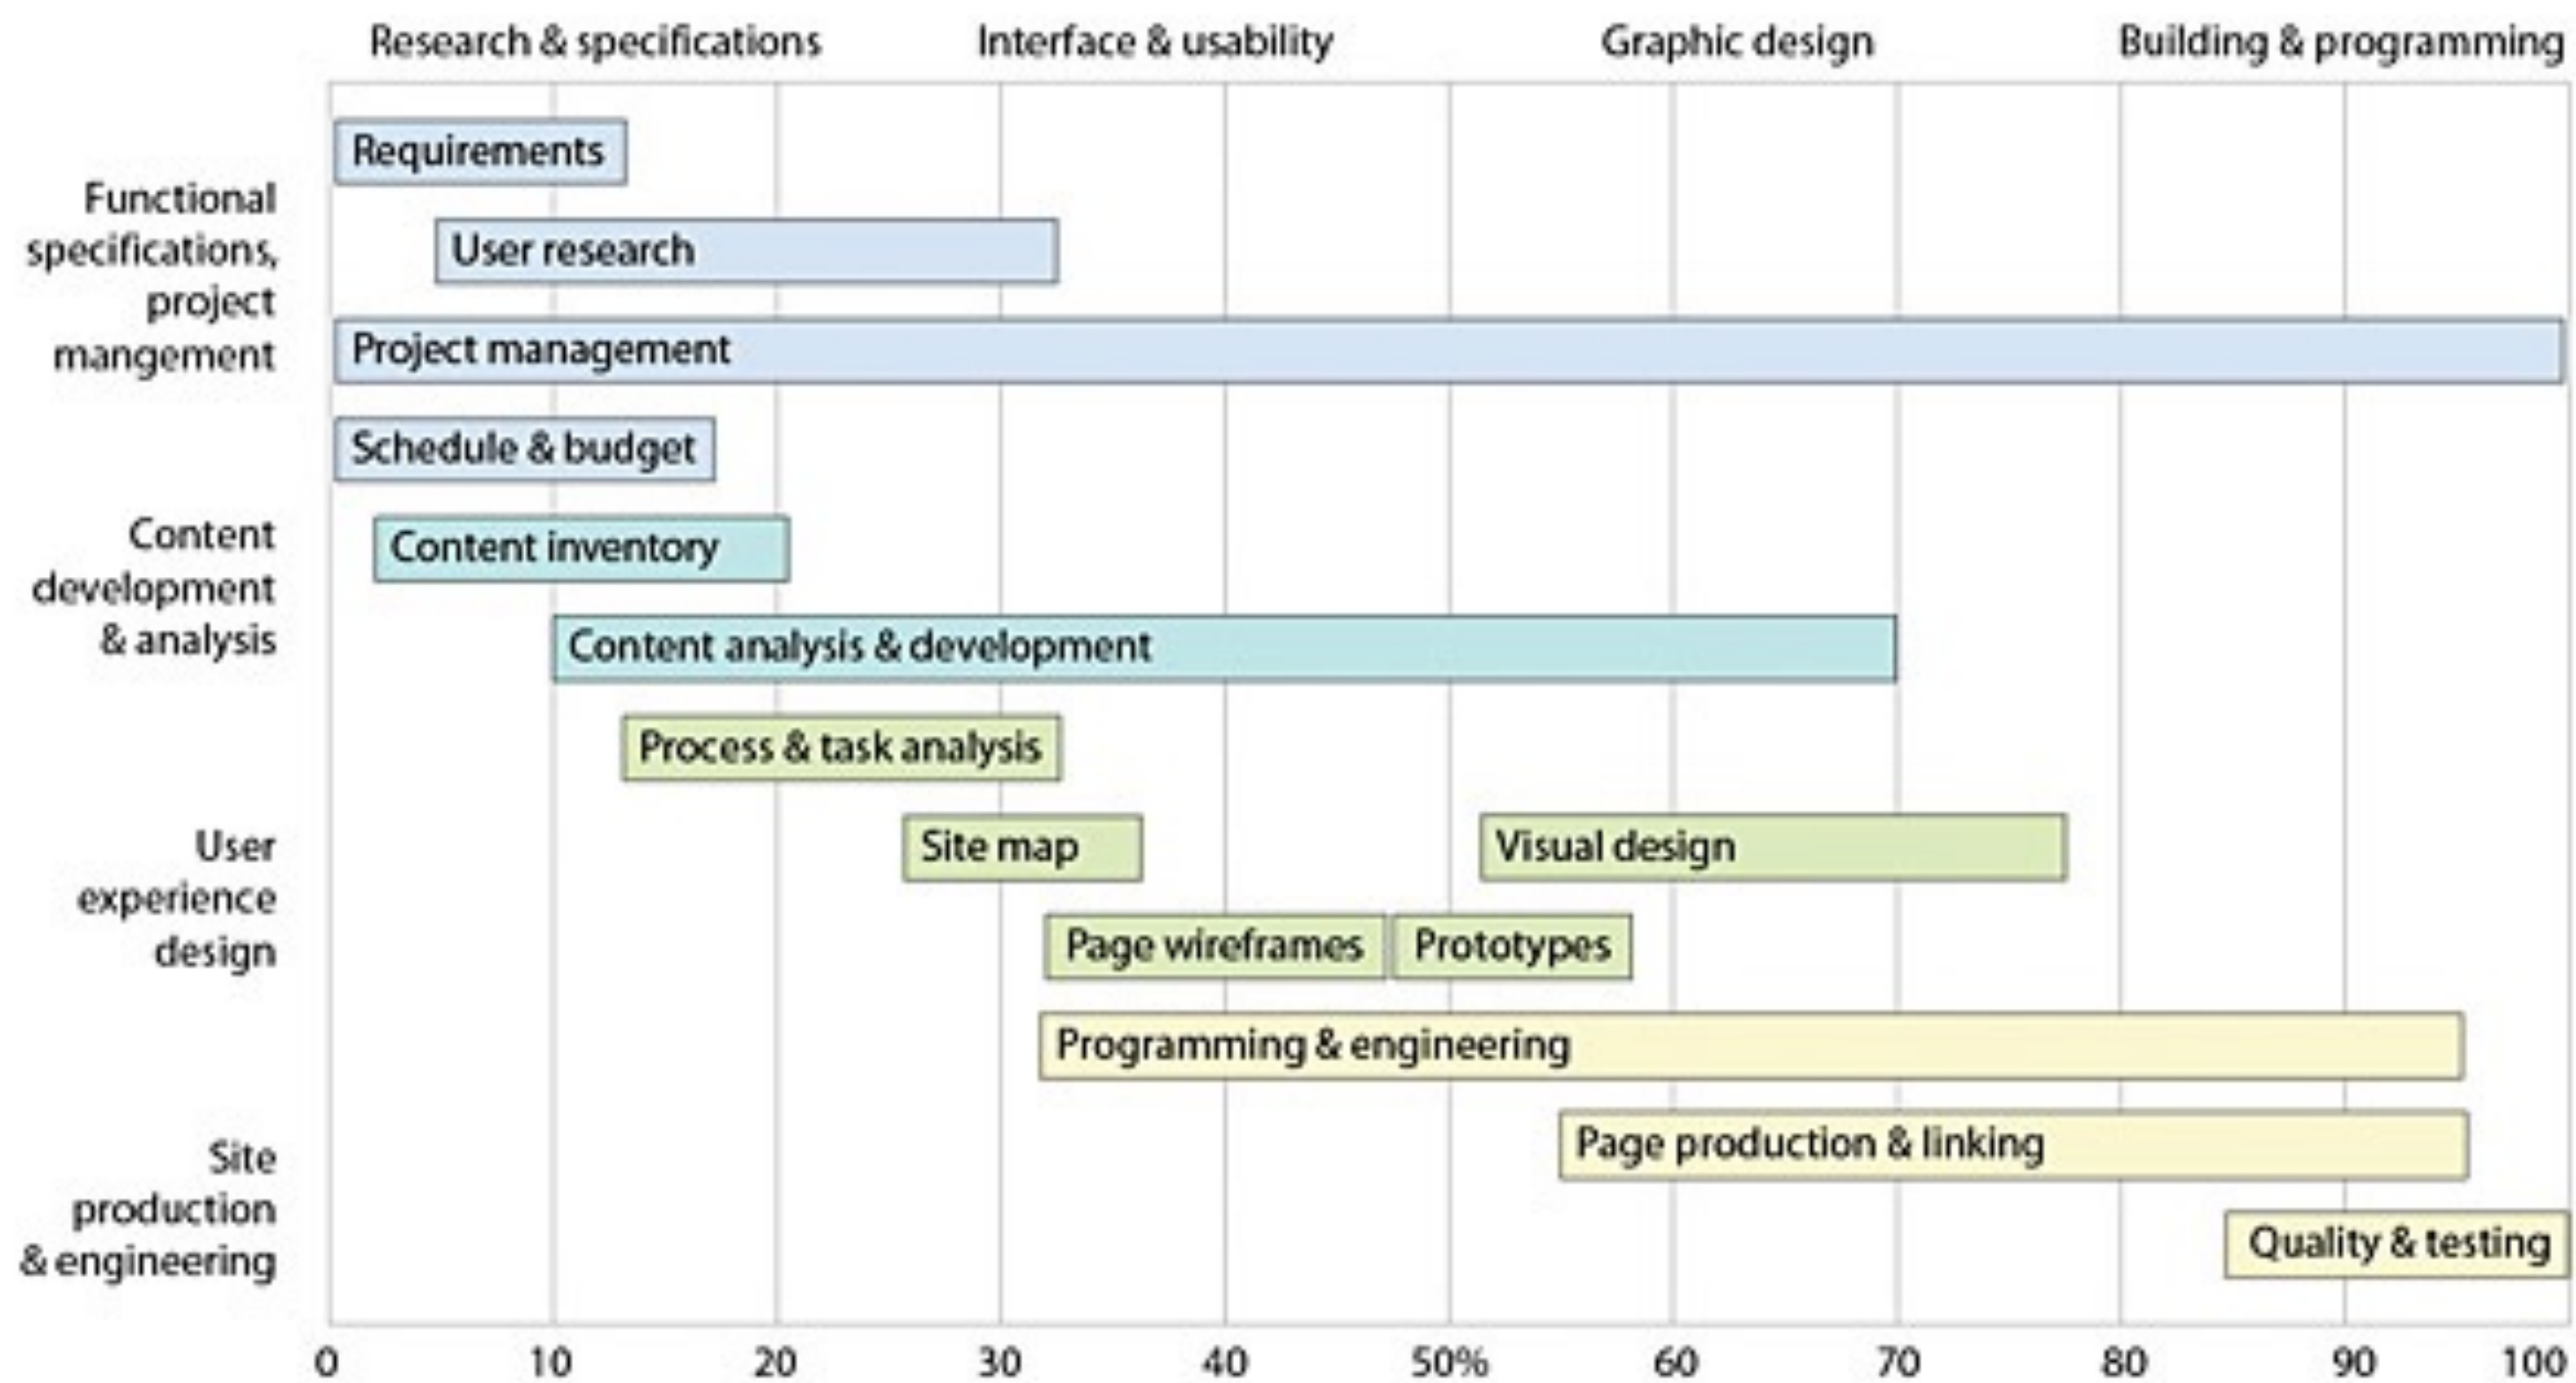 Research & specifications
Interface & usability
Graphic design
Building & programming
Functional
specifications,
project
mangement
Requirements
User research
Project management
Schedule & budget
Content
development
& analysis
Content inventory
Content analysis & development
User
experience
design
Process & task analysis
Site map
Visual design
Page wireframes
Prototypes
Site
production
& engineering
Programming & engineering
Page production & linking
Quality & testing
0 10 20 30 40 50% 60 70 80 90 100